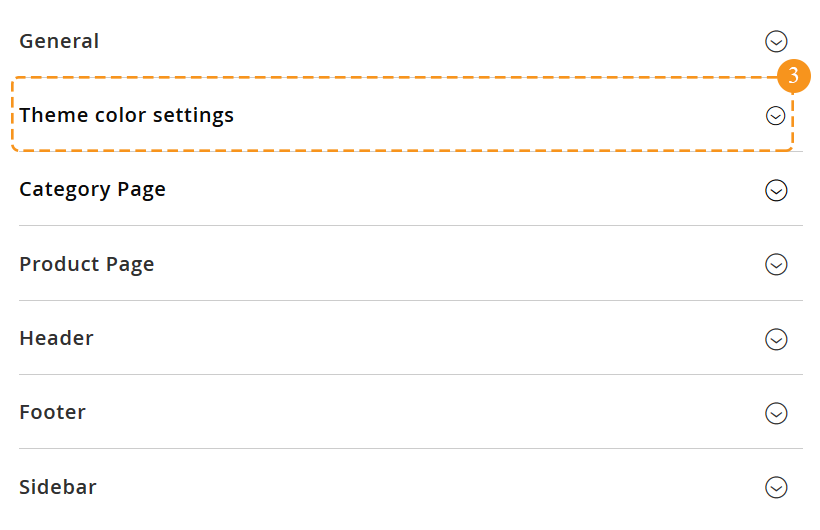 General
3
Theme color settings
Category Page
Product Page
Header
Footer
Sidebar